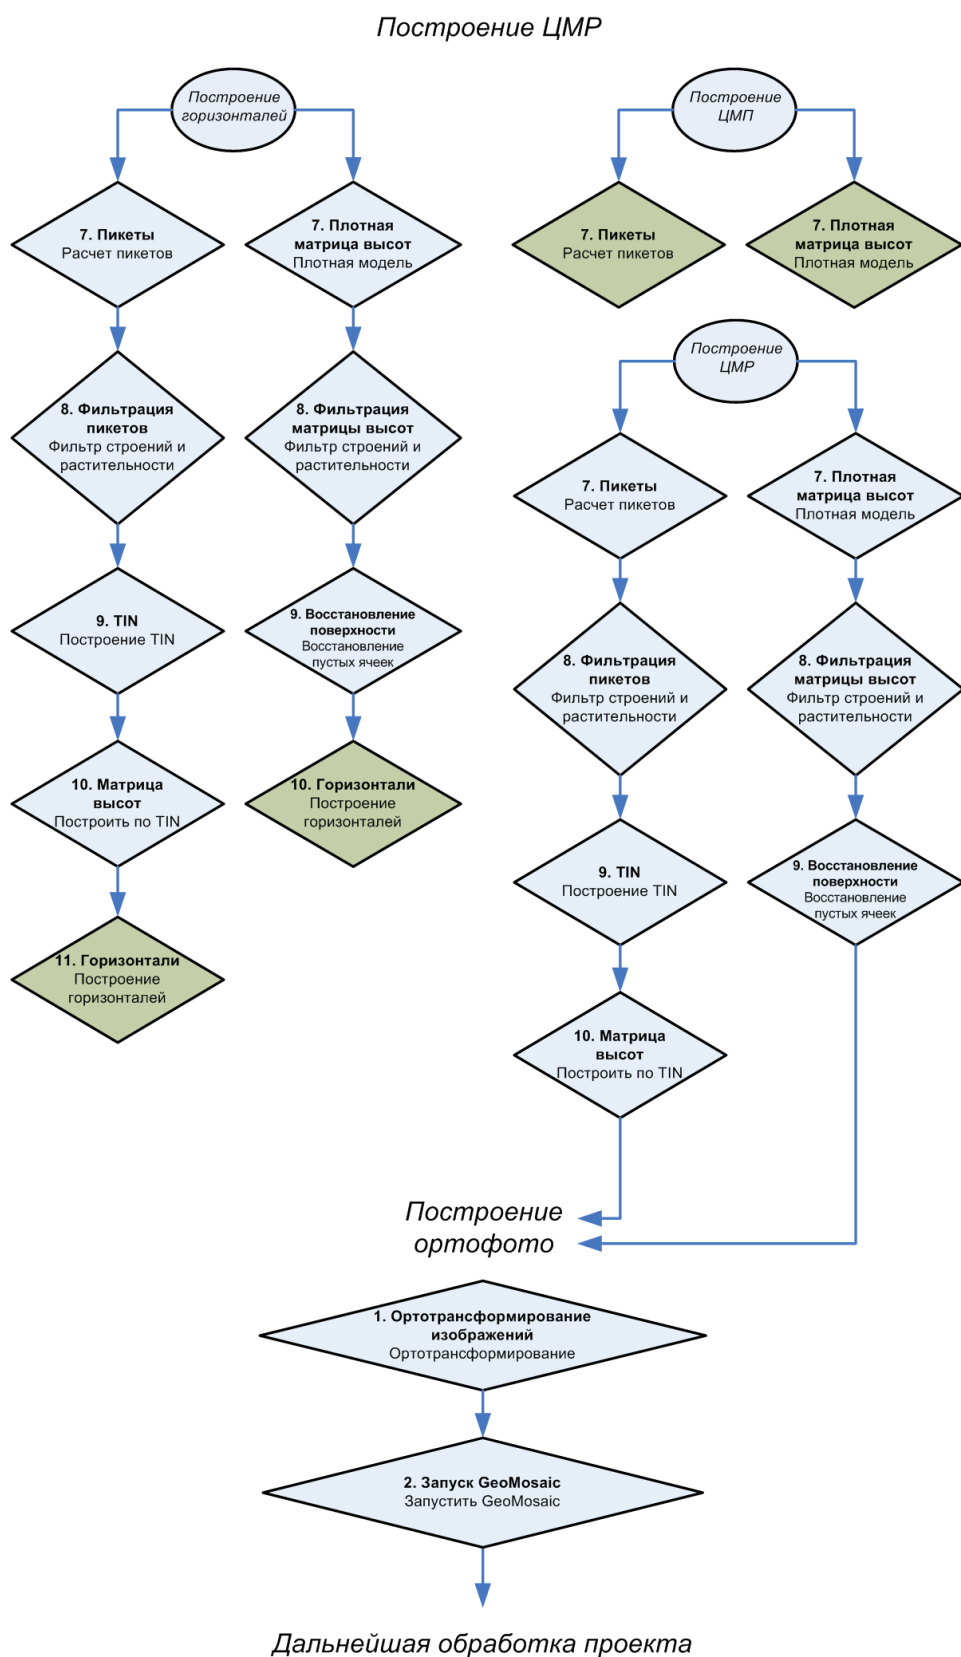 Построение ЦМР
Построение
горизонталей
7. Пикеты
Расчет пикетов
7. Плотная
матрица высот
Плотная модель
8. Фильтрация
пикетов
Фильтр строений и
растительности
8. Фильтрация
матрицы высот
Фильтр строений и
растительности
9. TIN
Построение TIN
9. Восстановление
поверхности
Восстановление
пустых ячеек
10. Матрица
высот
Построить по TIN
10. Горизонтали
Построение
горизонталей
11. Горизонтали
Построение
горизонталей
Построение
ЦМП
7. Пикеты
Расчет пикетов
7. Плотная
матрица высот
Плотная модель
Построение
ЦМР
7. Пикеты
Расчет пикетов
7. Плотная
матрица высот
Плотная модель
8. Фильтрация
пикетов
Фильтр строений и
растительности
8. Фильтрация
матрицы высот
Фильтр строений и
растительности
9. TIN
Построение TIN
9. Восстановление
поверхности
Восстановление
пустых ячеек
10. Матрица
высот
Построить по TIN
Построение
ортофото
1. Ортотрансформирование
изображений
Ортотрансформирование
2. Запуск GeoMosaic
Запустить GeoMosaic
Дальнейшая обработка проекта